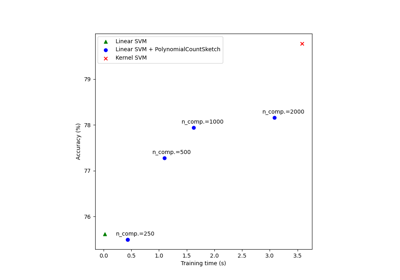 Linear SVM
Linear SVM + PolynomialCountSketch
Kernel SVM
79
n_comp.=2000
n_comp.=1000
78
n_comp.=500
77
n_comp.=250
76
Accuracy (%)
0.0 0.5 1.0 1.5 2.0 2.5 3.0 3.5
Training time (s)